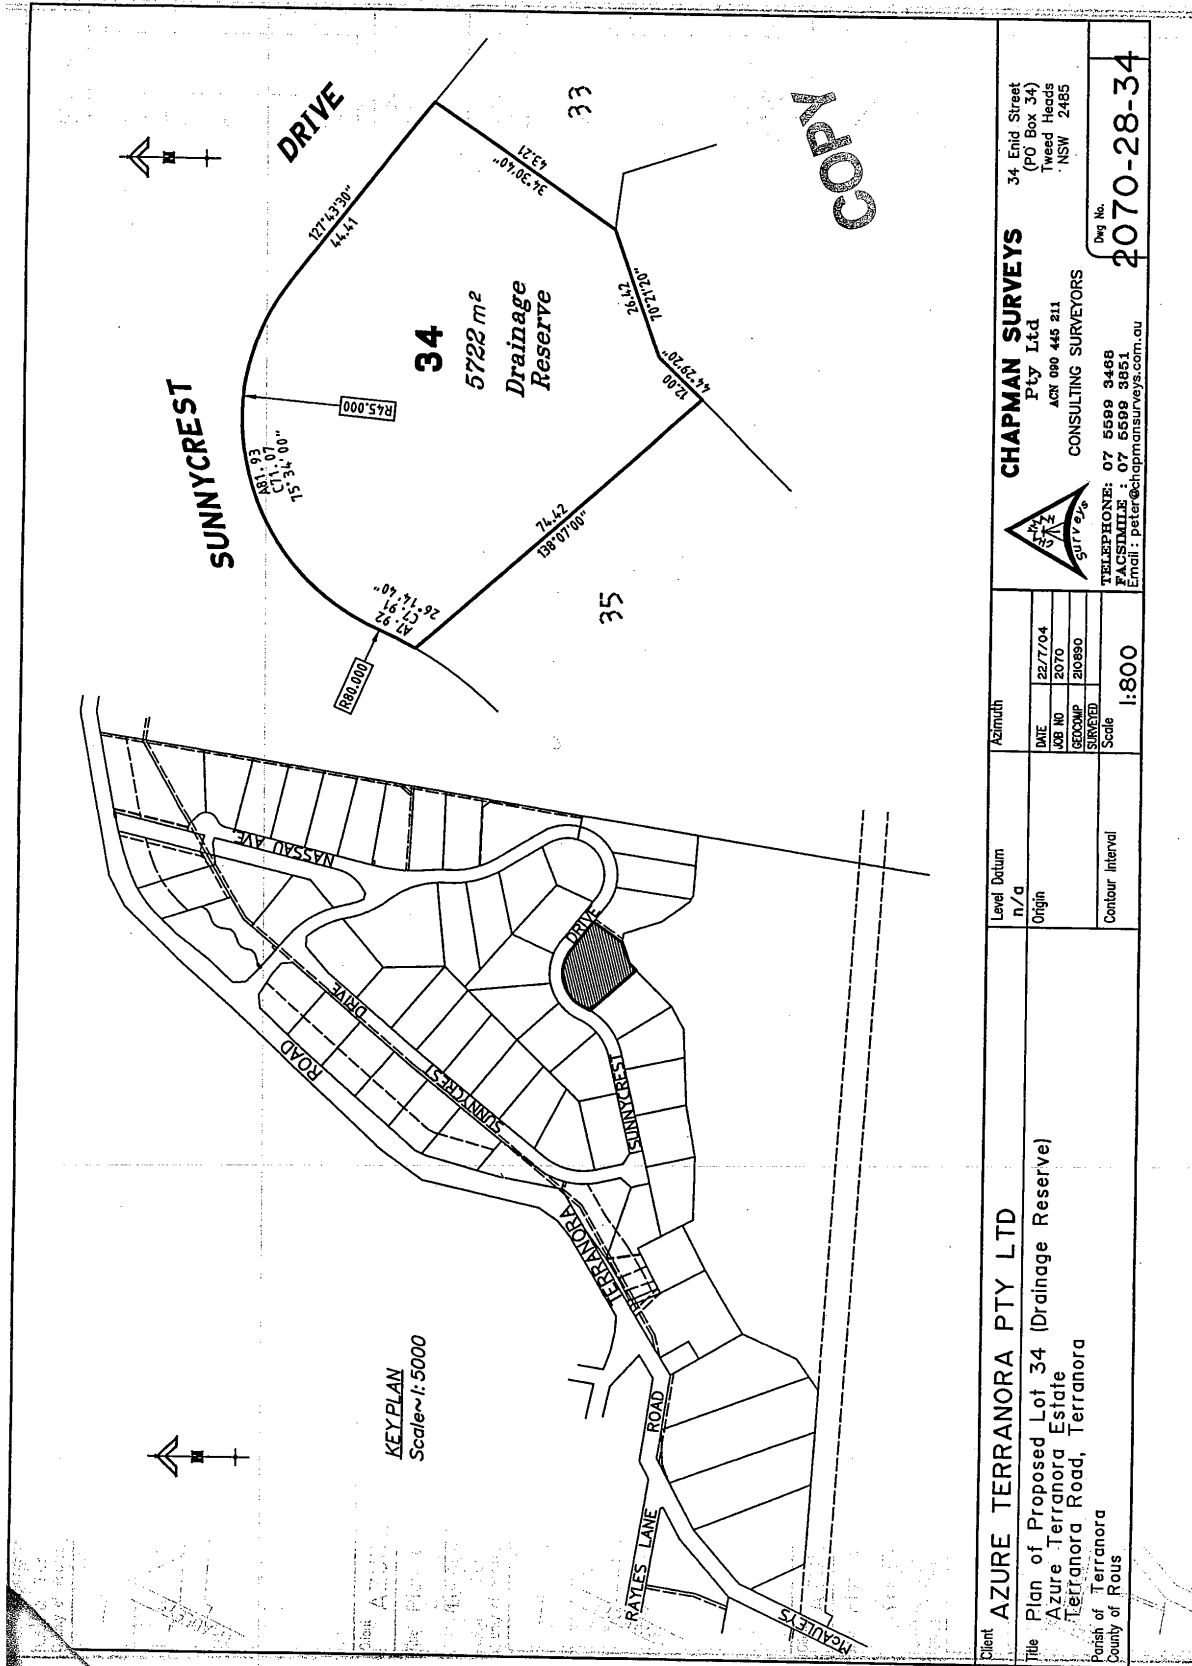 KEY PLAN
Scale~1:5000
RAYLES LANE
McAULEYS
ROAD
TERRANORA
ROAD
SUNNYCREST
DRIVE
NASSAU AVE
SUNNYCREST
DRIVE
SUNNYCREST
DRIVE
127°43'30"
44.41
R45.000
A81.93
C71.07
75°34'00"
R80.000
A7.92
C7.91
26°14'40"
34
5722 m²
Drainage
Reserve
34°30'40"
43.21
26.42
70°21'20"
12.00
44°29'20"
74.42
138°07'00"
33
35
COPY
N
N
Client
AZURE TERRANORA PTY LTD
Title
Plan of Proposed Lot 34 (Drainage Reserve)
Azure Terranora Estate
Terranora Road, Terranora
Parish of Terranora
County of Rous
Level Datum
n/a
Origin
Contour Interval
Azimuth
DATE 22/7/04
JOB NO 2070
GEOCOMP 210890
SURVEYED
Scale
1:800
Surveys
CHAPMAN SURVEYS
Pty Ltd
ACN 090 445 211
CONSULTING SURVEYORS
34 Enid Street
(PO Box 34)
Tweed Heads
NSW 2485
TELEPHONE: 07 5599 3468
FACSIMILE : 07 5599 3851
Email : peter@chapmansurveys.com.au
Dwg No.
2070-28-34